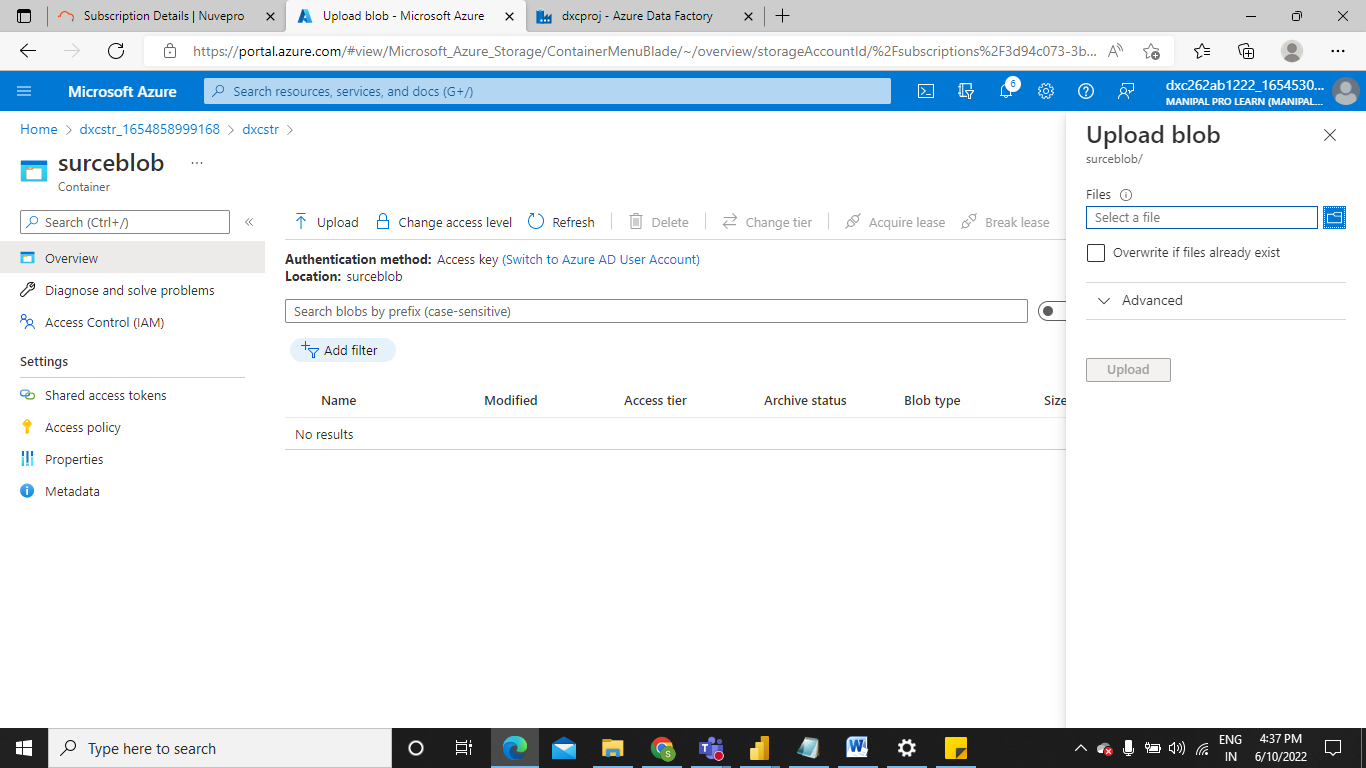 Subscription Details | Nuvepro
Upload blob - Microsoft Azure
dxcproj - Azure Data Factory
https://portal.azure.com/#view/Microsoft_Azure_Storage/ContainerMenuBlade/~/overview/storageAccountId/%2Fsubscriptions%2F3d94c073-3b...
Microsoft Azure
Search resources, services, and docs (G+/)
6
dxc262ab1222_1654530...
MANIPAL PRO LEARN (MANIPAL...
Home > dxcstr_1654858999168 > dxcstr >
surceblob ...
Container
Search (Ctrl+/)
«
Overview
Diagnose and solve problems
Access Control (IAM)
Settings
Shared access tokens
Access policy
Properties
Metadata
Upload Change access level Refresh Delete Change tier Acquire lease Break lease
Authentication method: Access key (Switch to Azure AD User Account)
Location: surceblob
Search blobs by prefix (case-sensitive)
Add filter
Name Modified Access tier Archive status Blob type Size
No results
Upload blob
surceblob/
Files
Select a file
Overwrite if files already exist
Advanced
Upload
Type here to search
S
W
ENG
IN
4:37 PM
6/10/2022